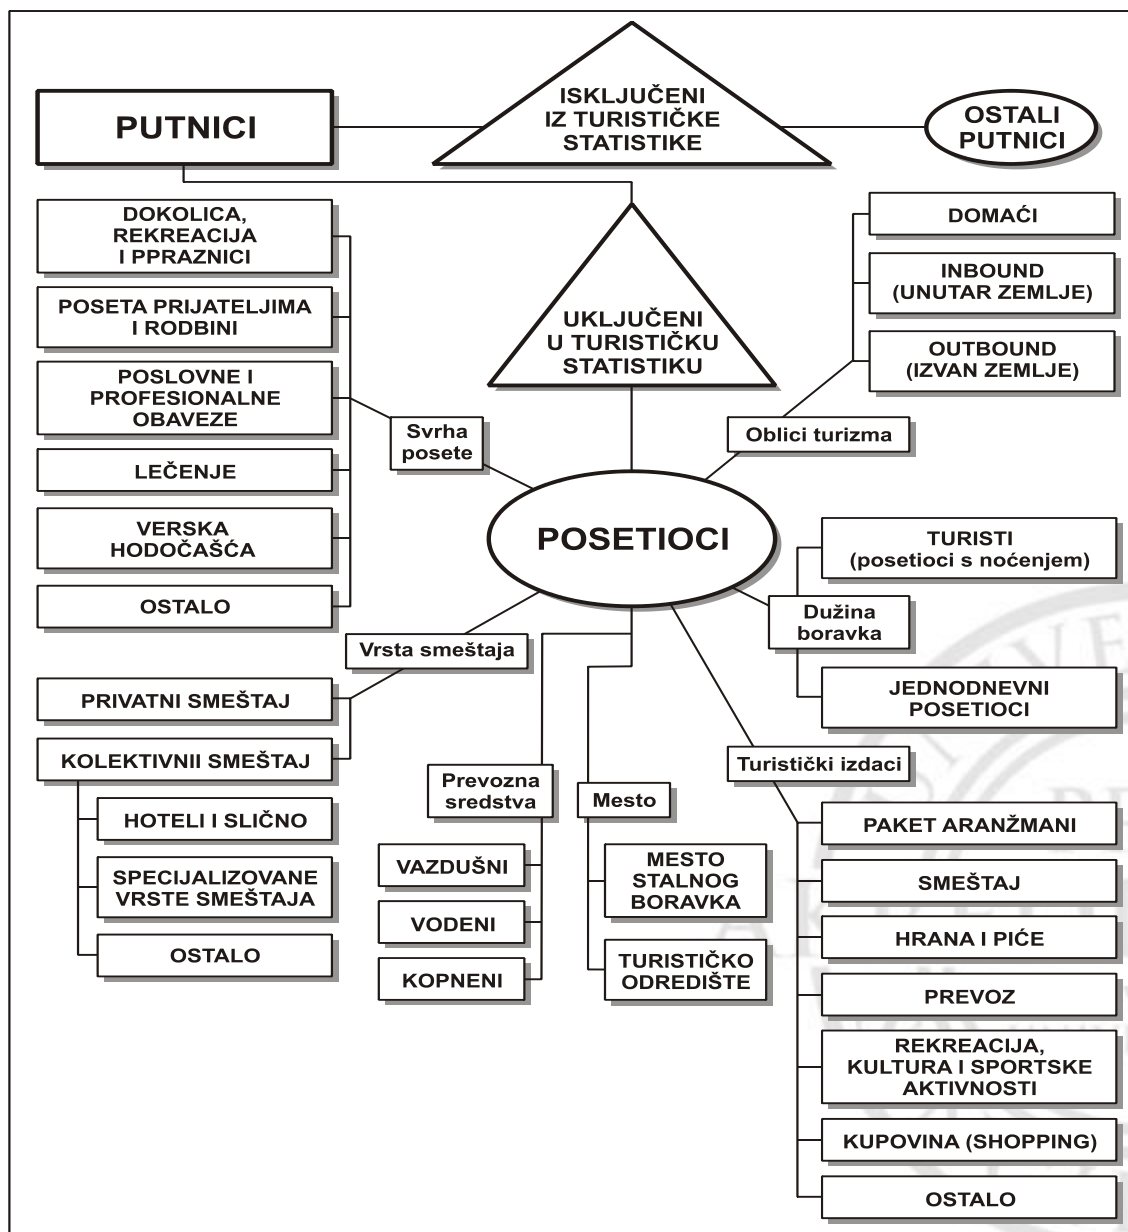 PUTNICI
ISKLJUČENI
IZ TURISTIČKE
STATISTIKE
OSTALI
PUTNICI
DOKOLICA,
REKREACIJA
I PPRAZNICI
POSETA PRIJATELJIMA
I RODBINI
POSLOVNE I
PROFESIONALNE
OBAVEZE
LEČENJE
VERSKA
HODOČAŠĆA
OSTALO
Svrha
posete
UKLJUČENI
U TURISTIČKU
STATISTIKU
DOMAĆI
INBOUND
(UNUTAR ZEMLJE)
OUTBOUND
(IZVAN ZEMLJE)
Oblici turizma
POSETIOCI
TURISTI
(posetioci s noćenjem)
Dužina
boravka
JEDNODNEVNI
POSETIOCI
Vrsta smeštaja
PRIVATNI SMEŠTAJ
KOLEKTIVNII SMEŠTAJ
HOTELI I SLIČNO
SPECIJALIZOVANE
VRSTE SMEŠTAJA
OSTALO
Prevozna
sredstva
VAZDUŠNI
VODENI
KOPNENI
Mesto
MESTO
STALNOG
BORAVKA
TURISTIČKO
ODREDIŠTE
Turistički izdaci
PAKET ARANŽMANI
SMEŠTAJ
HRANA I PIĆE
PREVOZ
REKREACIJA,
KULTURA I SPORTSKE
AKTIVNOSTI
KUPOVINA (SHOPPING)
OSTALO